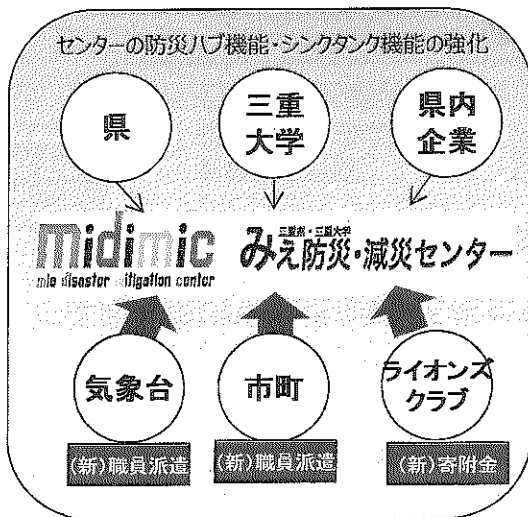 センターの防災ハブ機能・シンクタンク機能の強化
県
三重
大学
県内
企業
midimic
mie disaster mitigation center
三重県・三重大学
みえ防災・減災センター
気象台
市町
ライオンズ
クラブ
(新)職員派遣
(新)職員派遣
(新)寄附金